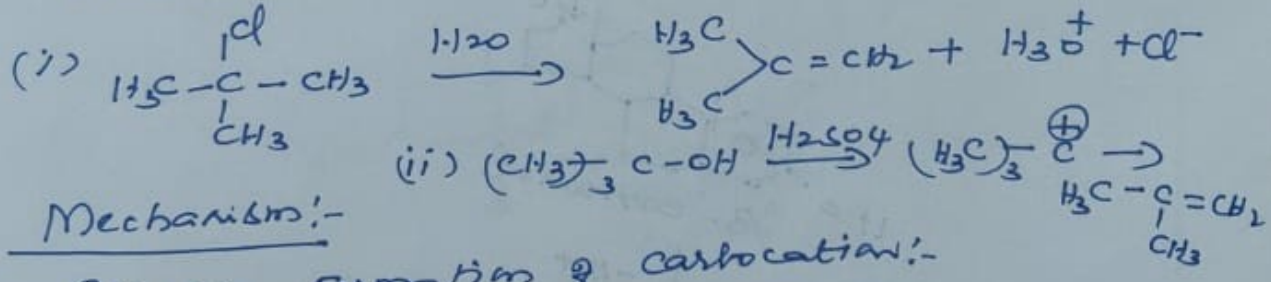 Cl
(i) H3C - C - CH3 H2O → H3C C = CH2 + H3O+ + Cl-
CH3 H3C
(ii) (CH3)3 C-OH H2SO4 → (H3C)3 - C+ →
H3C - C = CH2
CH3
Mechanism:-
carbocation:-